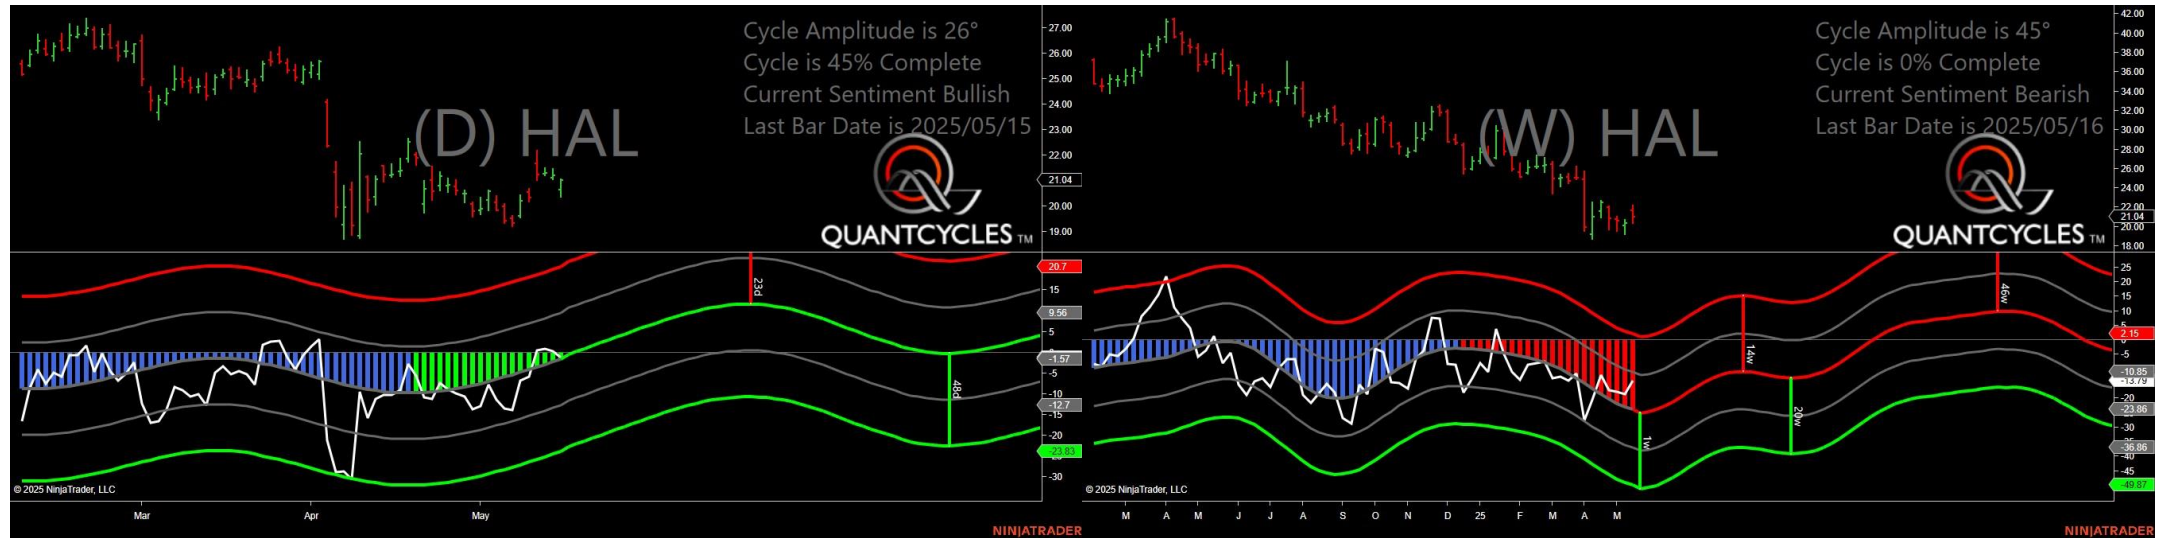 Cycle Amplitude is 26°
Cycle is 45% Complete
Current Sentiment Bullish
Last Bar Date is 2025/05/15
(D) HAL
QUANTCYCLES TM
27.00
26.00
25.00
24.00
23.00
22.00
21.04
20.00
19.00
20.7
15
9.56
5
-1.57
-5
-10
-12.7
-15
-20
-23.83
-30
23d
48d
© 2025 NinjaTrader, LLC
Mar
Apr
May
NINJATRADER
Cycle Amplitude is 45°
Cycle is 0% Complete
Current Sentiment Bearish
Last Bar Date is 2025/05/16
(W) HAL
QUANTCYCLES TM
42.00
40.00
38.00
36.00
34.00
32.00
30.00
28.00
26.00
24.00
22.00
21.04
20.00
18.00
25
20
15
10
2.15
-5
-10.85
-13.79
-20
-23.86
-30
-36.86
-45
-49.87
1w
14w
20w
46w
© 2025 NinjaTrader, LLC
M A M J J A S O N D 25 F M A M
NINJATRADER